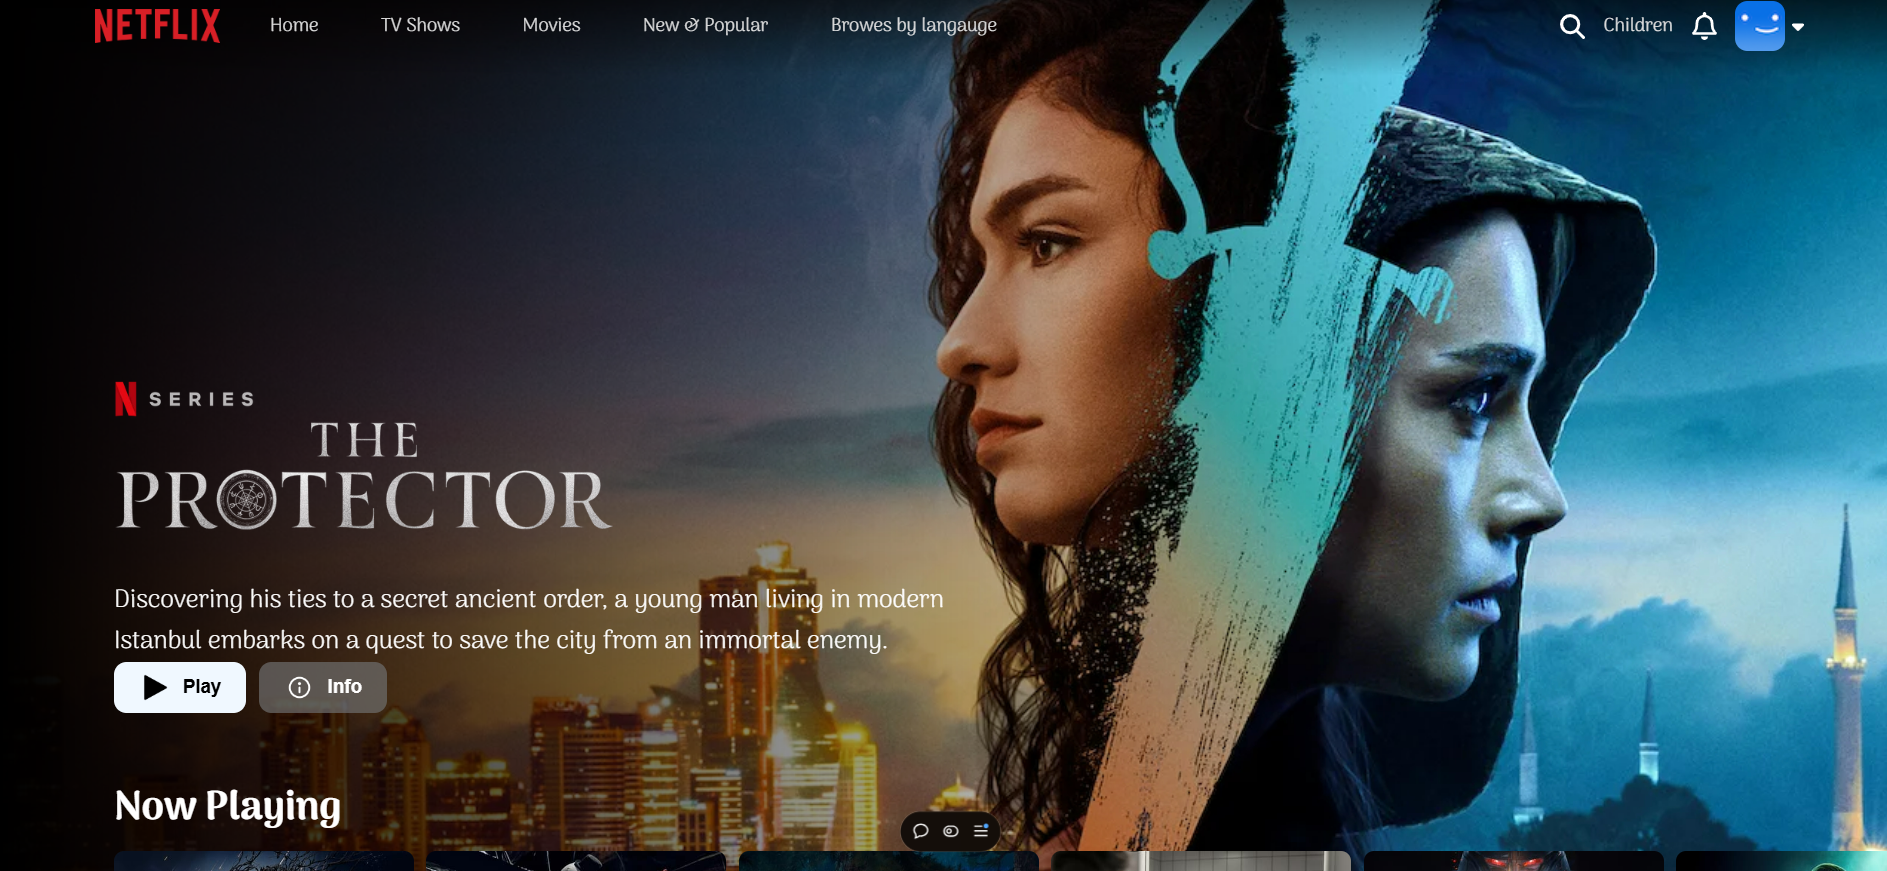 NETFLIX Home TV Shows Movies New & Popular Browes by langauge Children
N SERIES
THE
PROTECTOR
Discovering his ties to a secret ancient order, a young man living in modern
Istanbul embarks on a quest to save the city from an immortal enemy.
Play Info
Now Playing